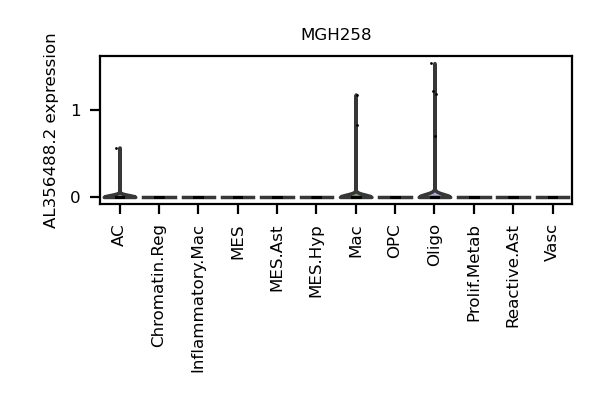 MGH258
AL356488.2 expression
1
0
AC
Chromatin.Reg
Inflammatory.Mac
MES
MES.Ast
MES.Hyp
Mac
OPC
Oligo
Prolif.Metab
Reactive.Ast
Vasc